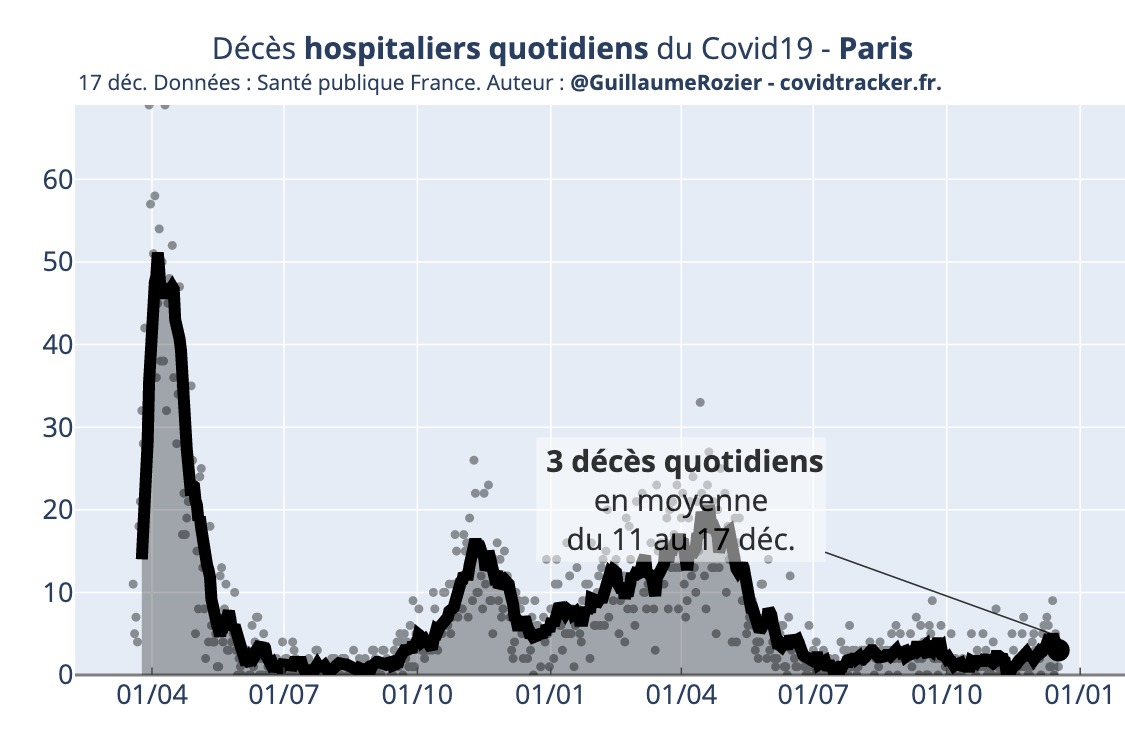 Décès hospitaliers quotidiens du Covid19 - Paris
17 déc. Données : Santé publique France. Auteur : @GuillaumeRozier - covidtracker.fr.
60
50
40
30
20
10
0
3 décès quotidiens
en moyenne
du 11 au 17 déc.
01/04 01/07 01/10 01/01 01/04 01/07 01/10 01/01